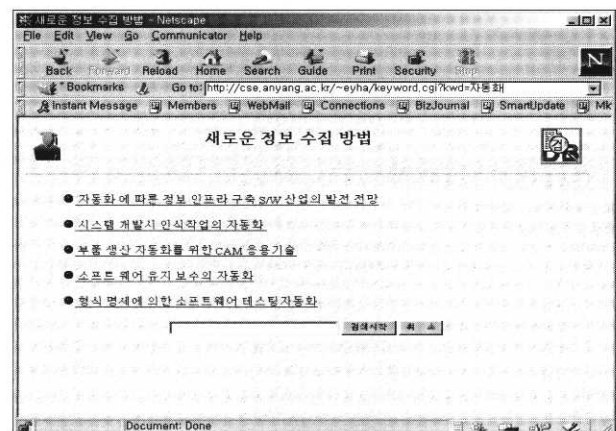 새로운 정보 수집 방법 - Netscape
File Edit View Go Communicator Help
Back Forward Reload Home Search Guide Print Security Stop
N
Bookmarks Go to: http://cse.anyang.ac.kr/~eyha/keyword.cgi?kwd=자동화
Instant Message Members WebMail Connections BizJournal SmartUpdate Mk
새로운 정보 수집 방법
자동화에 따른 정보 인프라 구축 S/W 산업의 발전 전망
시스템 개발시 인식작업의 자동화
부품 생산 자동화를 위한 CAM 응용기술
소프트 웨어 유지 보수의 자동화
형식 명세에 의한 소프트웨어 테스팅자동화
검색시작 취 소
Document: Done